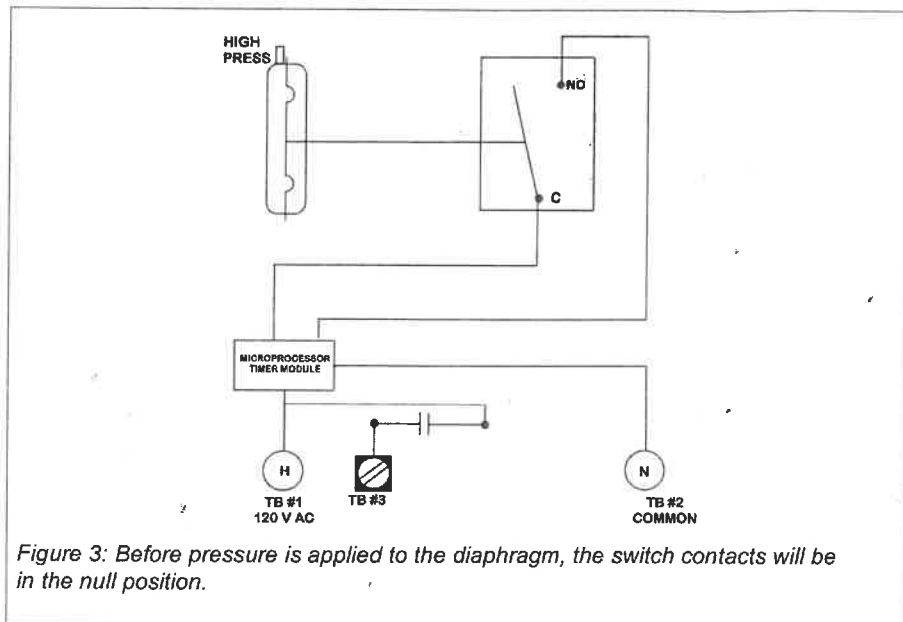 HIGH
PRESS
NO
C
MICROPROCESSOR
TIMER MODULE
H
N
TB #1
120 V AC
TB #3
TB #2
COMMON
Figure 3: Before pressure is applied to the diaphragm, the switch contacts will be
in the null position.